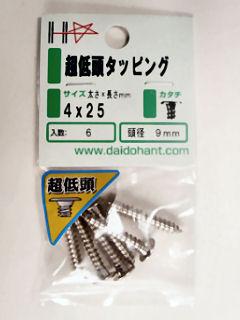 超低頭タッピング
サイズ 太さ×長さmm
4×25
カタチ
入数: 6
頭径 9mm
www.daidohant.com
超低頭